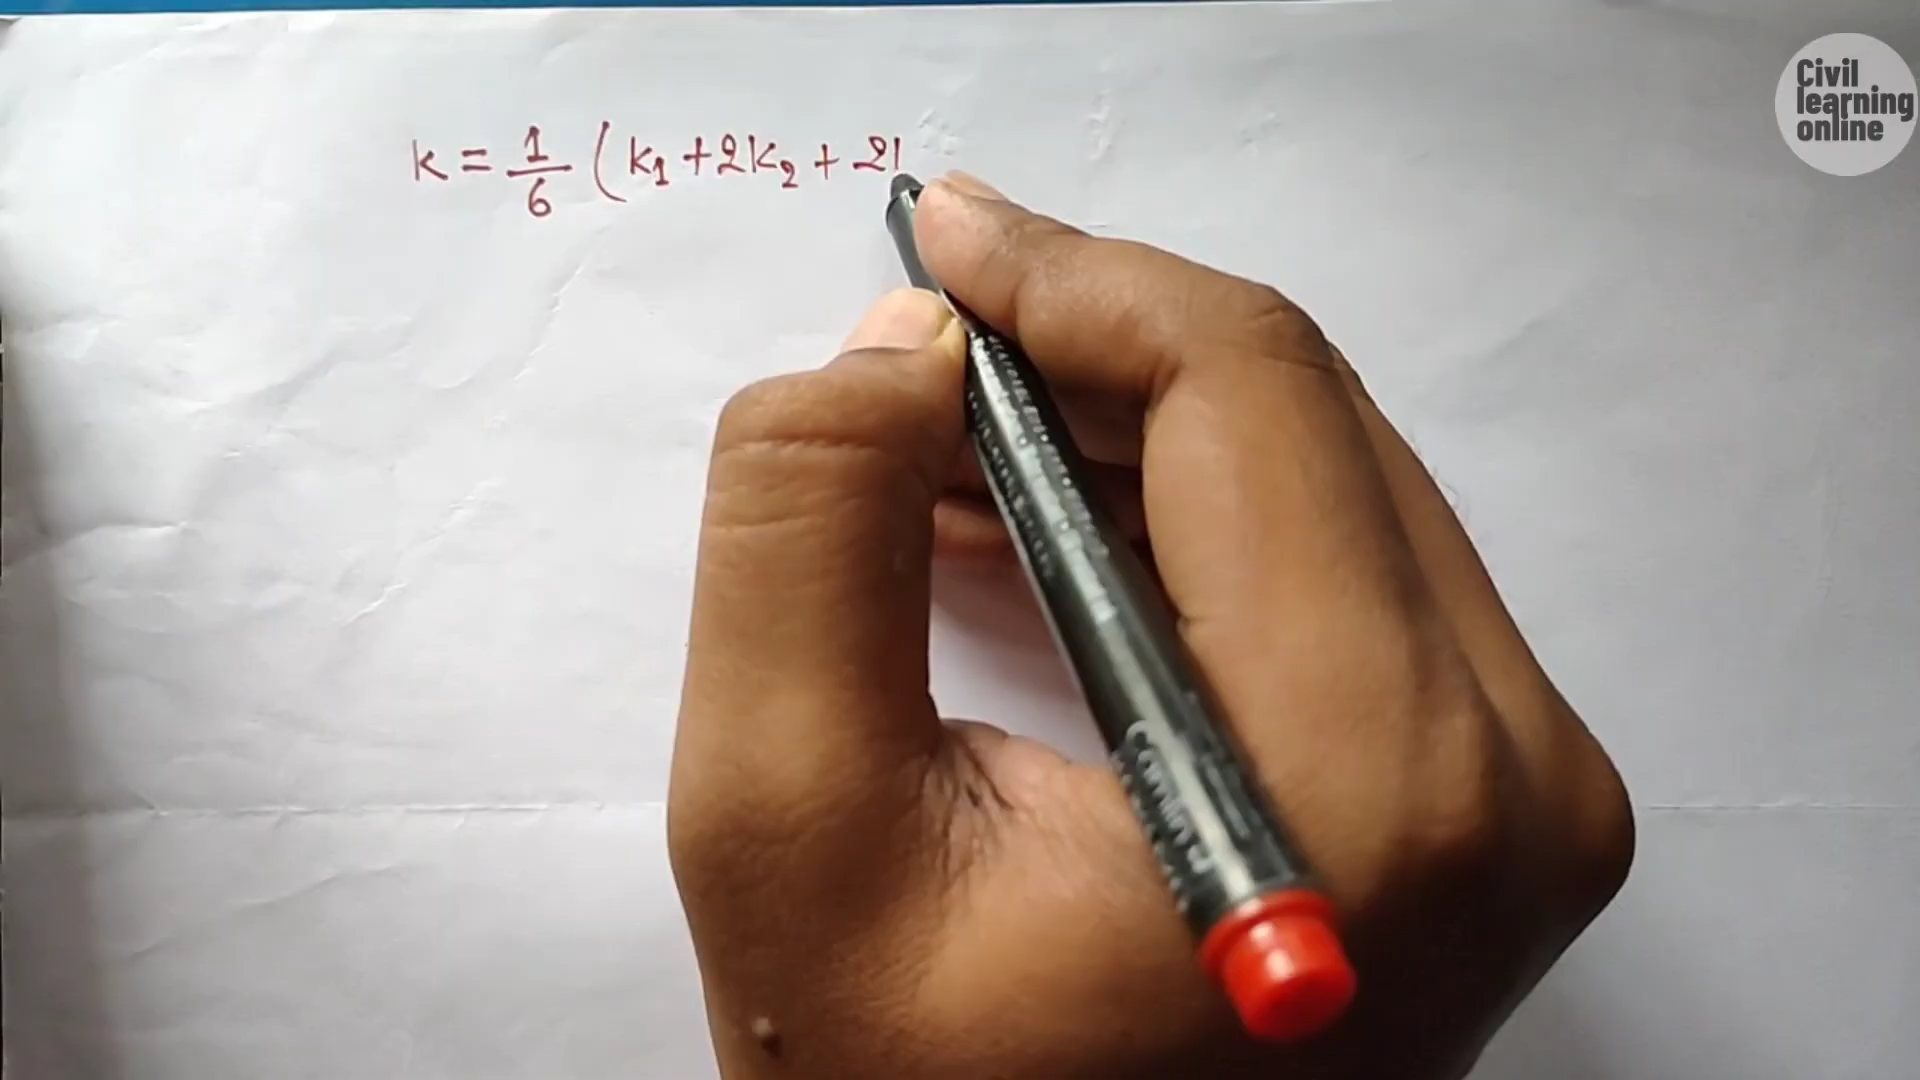 k = 1/6 (k₁ + 2k₂ + 2
Civil
learning
online